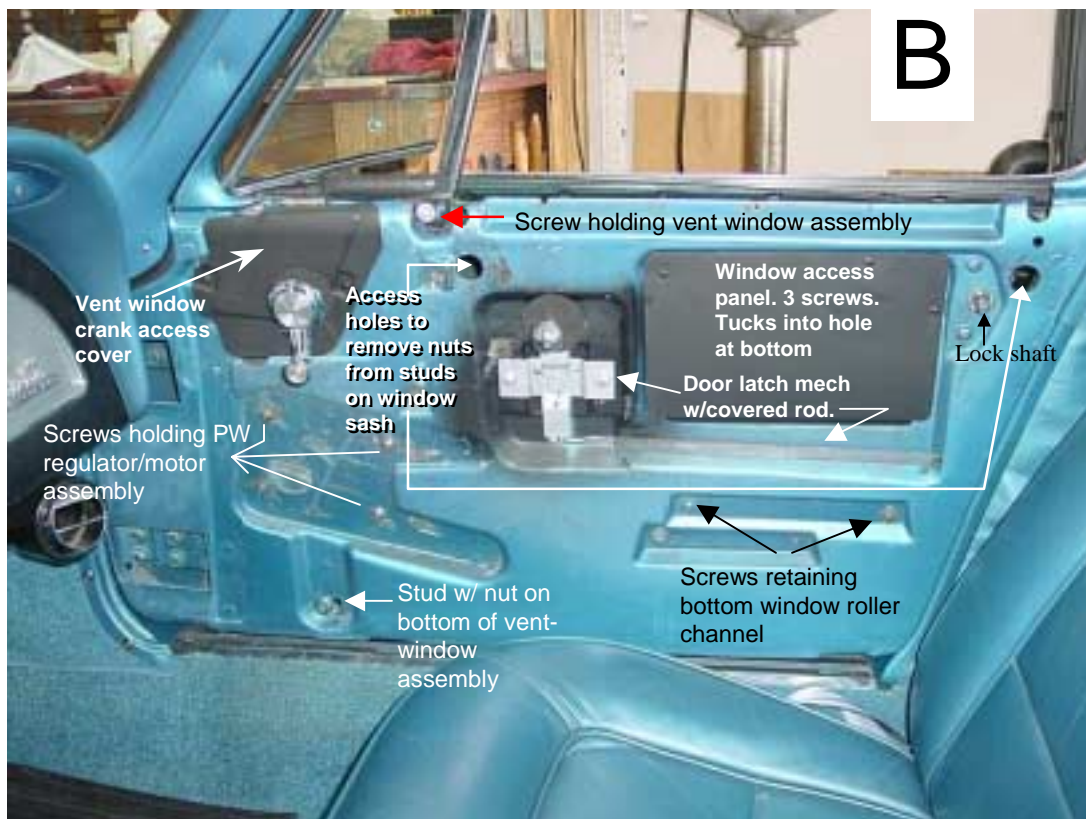 B
Screw holding vent window assembly
Vent window
crank access
cover
Access
holes to
remove nuts
from studs
on window
sash
Window access
panel. 3 screws.
Tucks into hole
at bottom
Lock shaft
Door latch mech
w/covered rod.
Screws holding PW
regulator/motor
assembly
Stud w/ nut on
bottom of vent-
window
assembly
Screws retaining
bottom window roller
channel